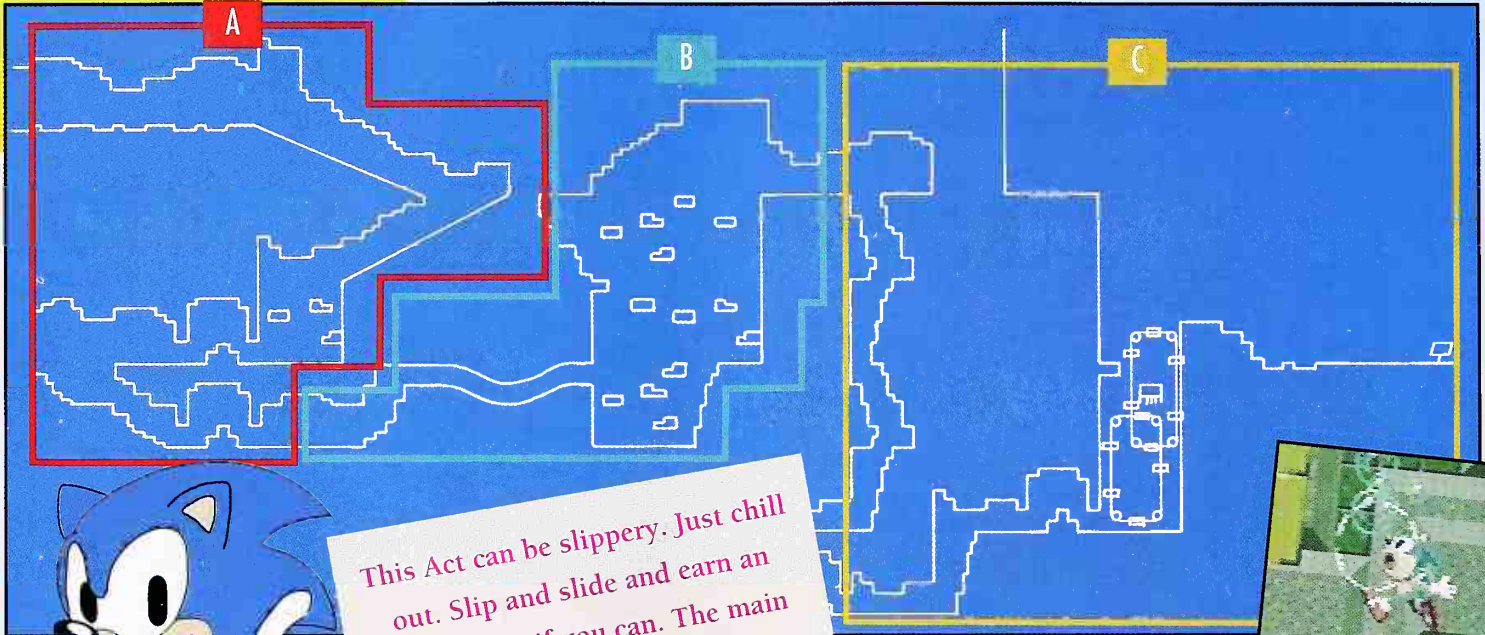 A
B
C
This Act can be slippery. Just chill
out. Slip and slide and earn an
if you can. The main